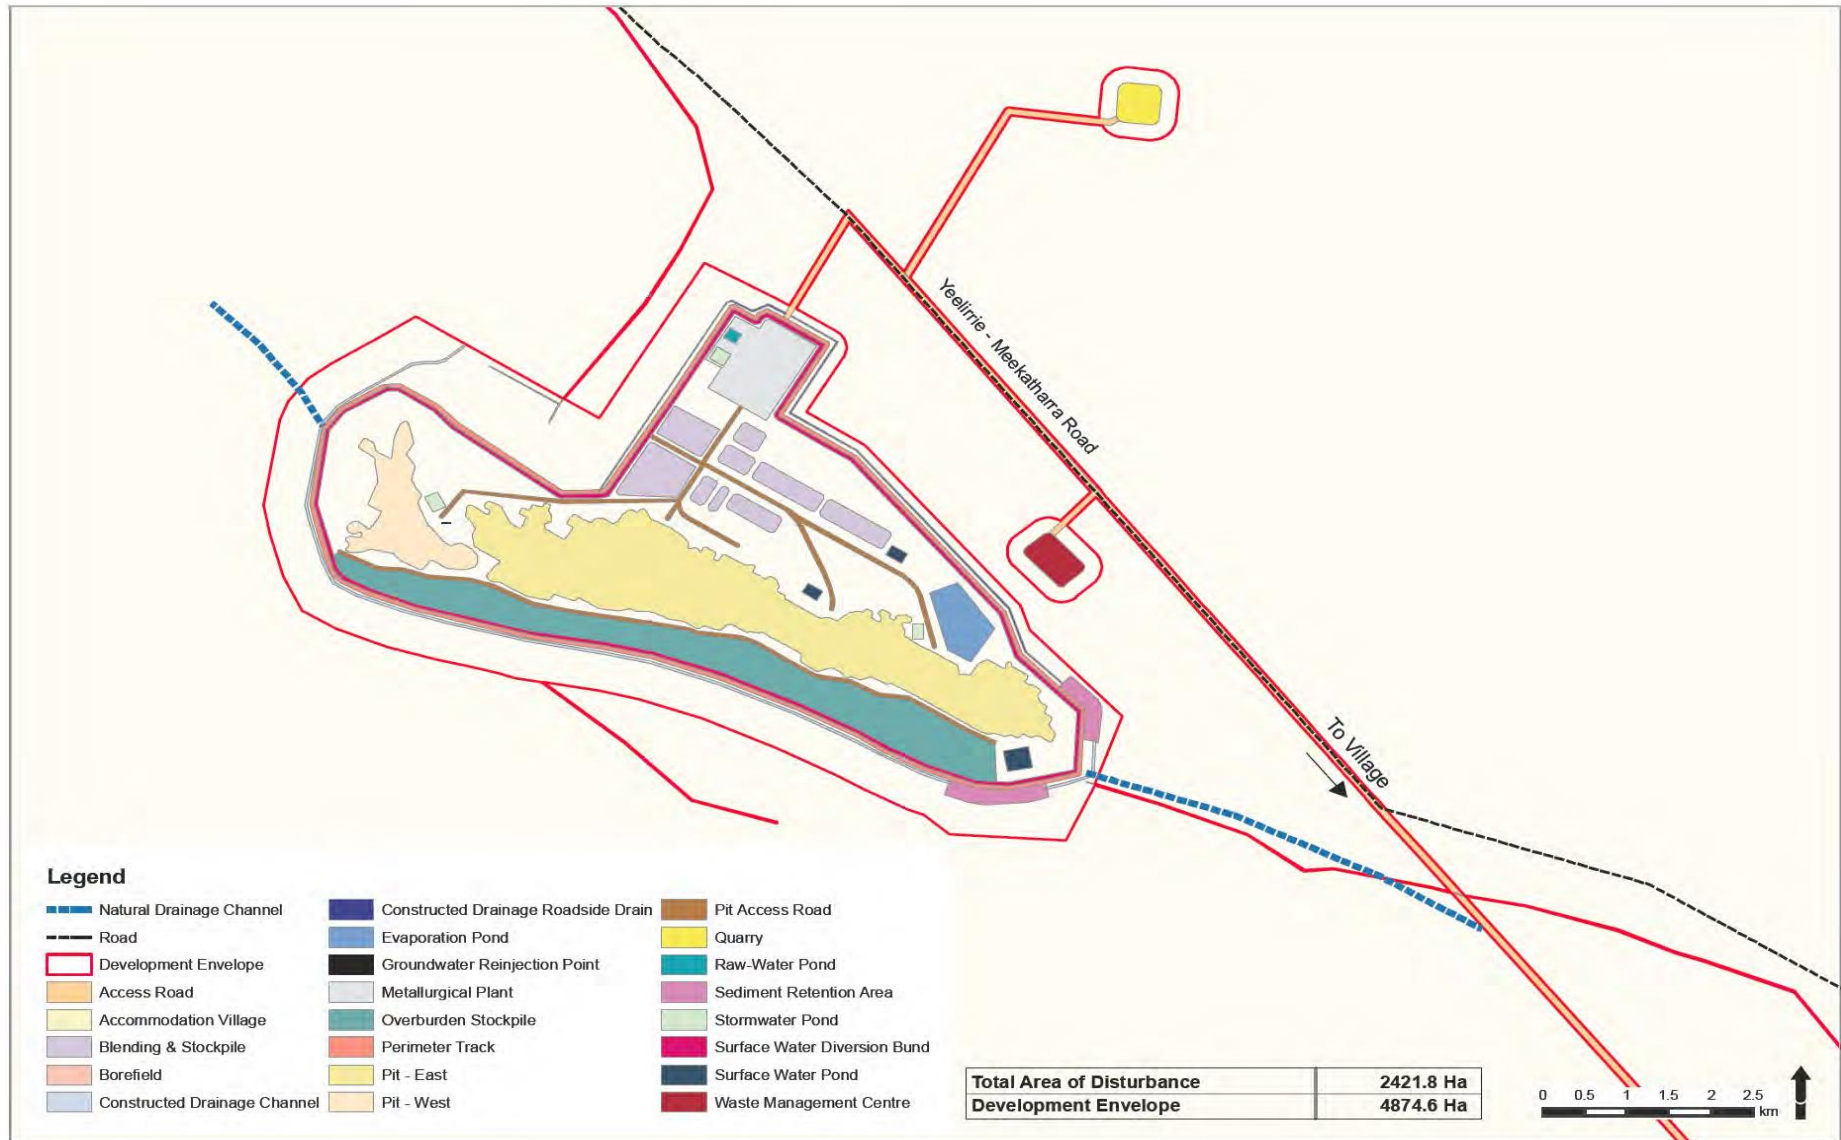 Yeelirrie - Meekatharra Road
To Village
Legend
Natural Drainage Channel
Road
Development Envelope
Access Road
Accommodation Village
Blending & Stockpile
Borefield
Constructed Drainage Channel
Constructed Drainage Roadside Drain
Evaporation Pond
Groundwater Reinjection Point
Metallurgical Plant
Overburden Stockpile
Perimeter Track
Pit - East
Pit - West
Pit Access Road
Quarry
Raw-Water Pond
Sediment Retention Area
Stormwater Pond
Surface Water Diversion Bund
Surface Water Pond
Waste Management Centre
Total Area of Disturbance 2421.8 Ha
Development Envelope 4874.6 Ha
0 0.5 1 1.5 2 2.5
km